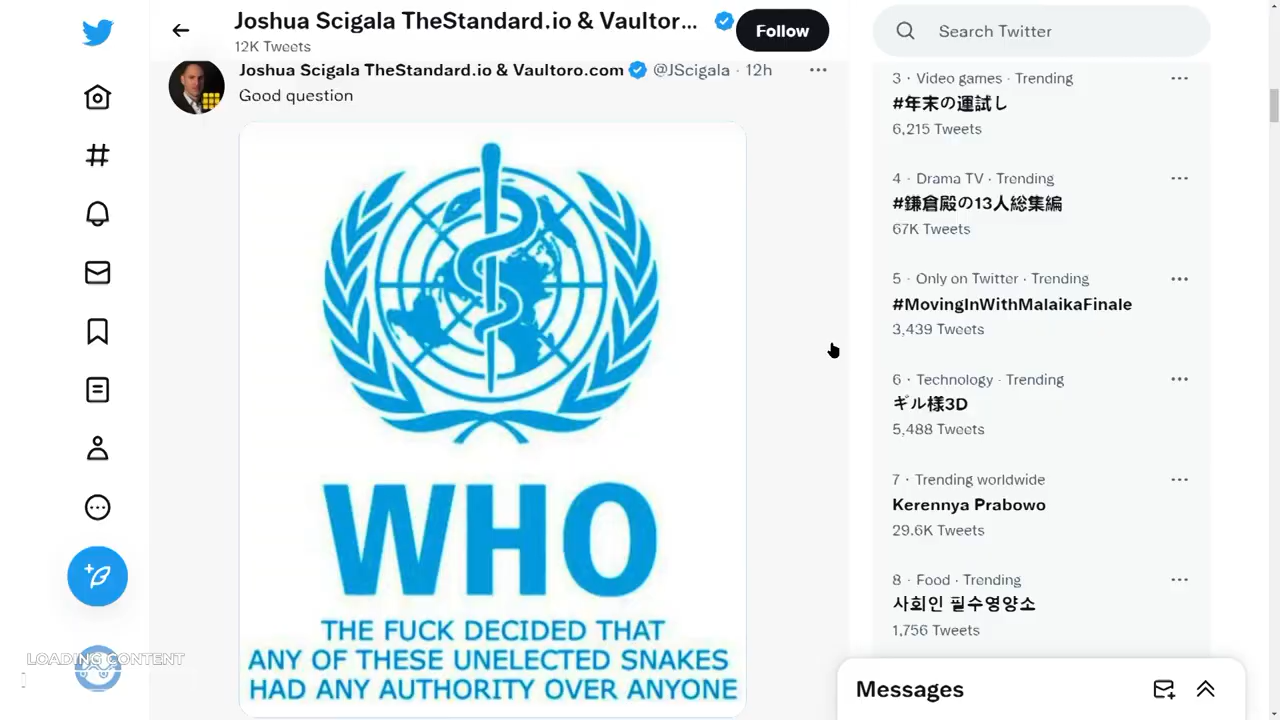 Joshua Scigala TheStandard.io & Vaultor...
12K Tweets
Follow
Joshua Scigala TheStandard.io & Vaultoro.com @JScigala · 12h
Good question
WHO
THE FUCK DECIDED THAT
ANY OF THESE UNELECTED SNAKES
HAD ANY AUTHORITY OVER ANYONE
LOADING CONTENT
Search Twitter
3 · Video games · Trending
#年末の運試し
6,215 Tweets
4 · Drama TV · Trending
#鎌倉殿の13人総集編
67K Tweets
5 · Only on Twitter · Trending
#MovingInWithMalaikaFinale
3,439 Tweets
6 · Technology · Trending
ギル様3D
5,488 Tweets
7 · Trending worldwide
Kerennya Prabowo
29.6K Tweets
8 · Food · Trending
사회인 필수영양소
1,756 Tweets
Messages